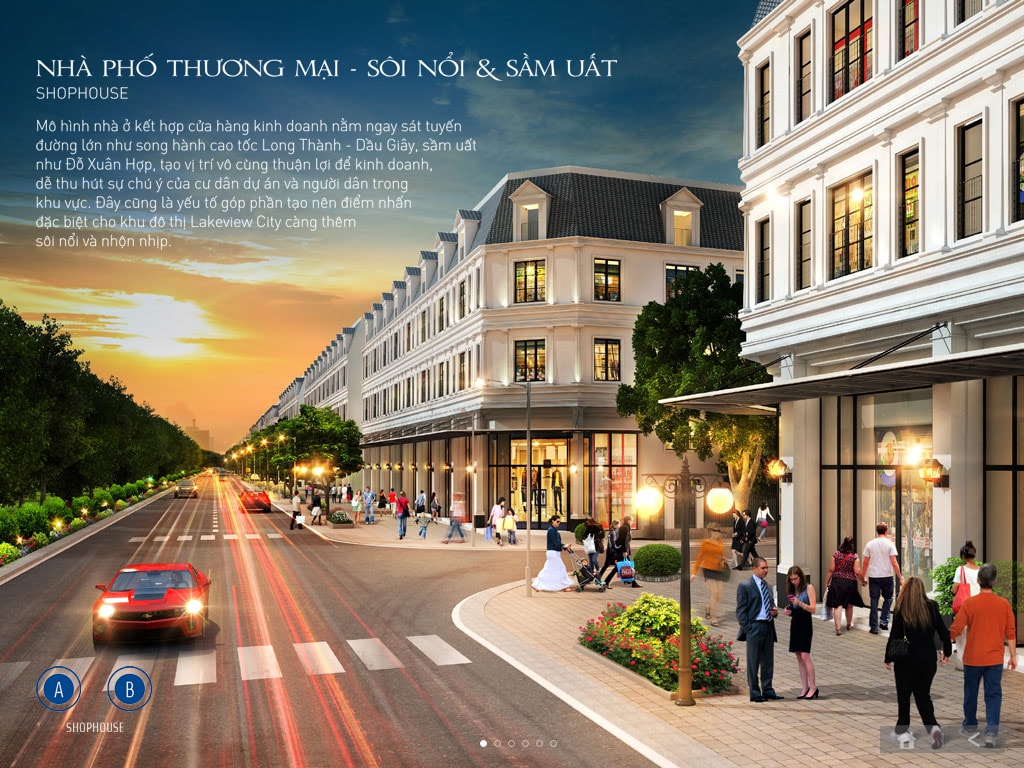 NHÀ PHỐ THƯƠNG MẠI - SÔI NỔI & SẦM UẤT
SHOPHOUSE
Mô hình nhà ở kết hợp cửa hàng kinh doanh nằm ngay sát tuyến
đường lớn như song hành cao tốc Long Thành - Dầu Giây, sầm uất
như Đỗ Xuân Hợp, tạo vị trí vô cùng thuận lợi để kinh doanh,
dễ thu hút sự chú ý của cư dân dự án và người dân trong
khu vực. Đây cũng là yếu tố góp phần tạo nên điểm nhấn
đặc biệt cho khu đô thị Lakeview City càng thêm
sôi nổi và nhộn nhịp.
A B
SHOPHOUSE